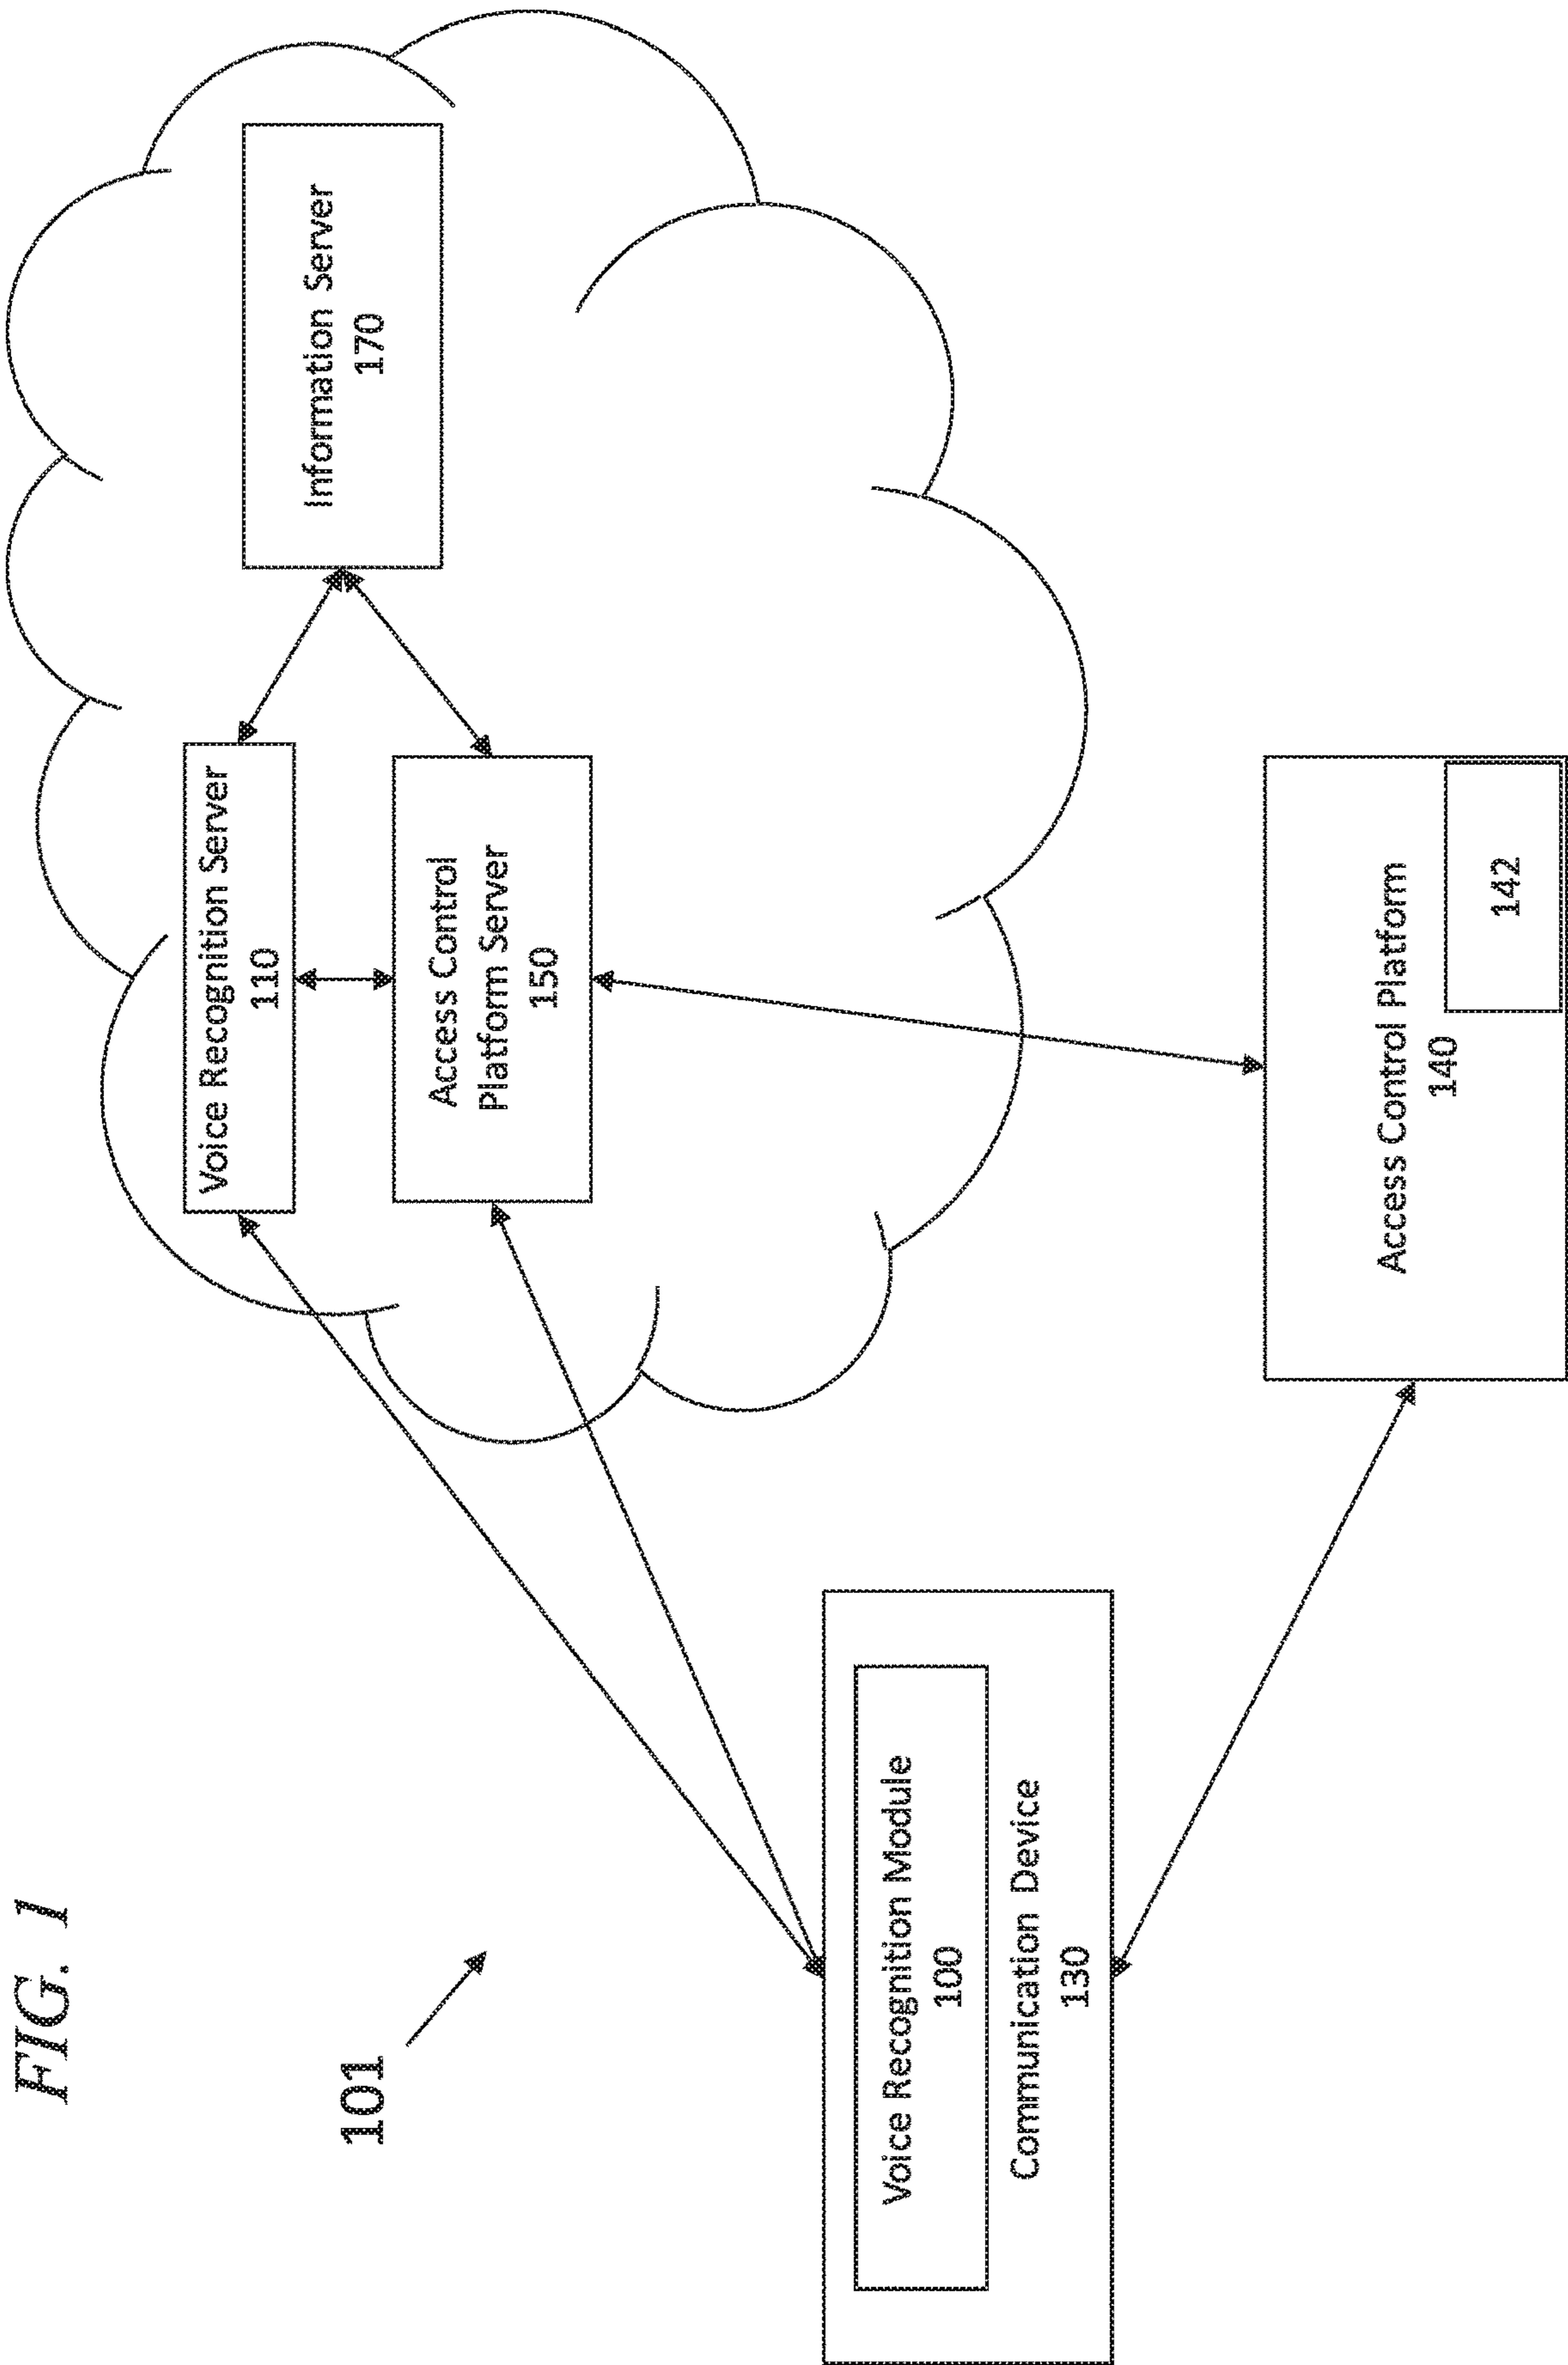 FIG. 1
101
Voice Recognition Server
110
Access Control
Platform Server
150
Information Server
170
Voice Recognition Module
100
Communication Device
130
Access Control Platform
140
142